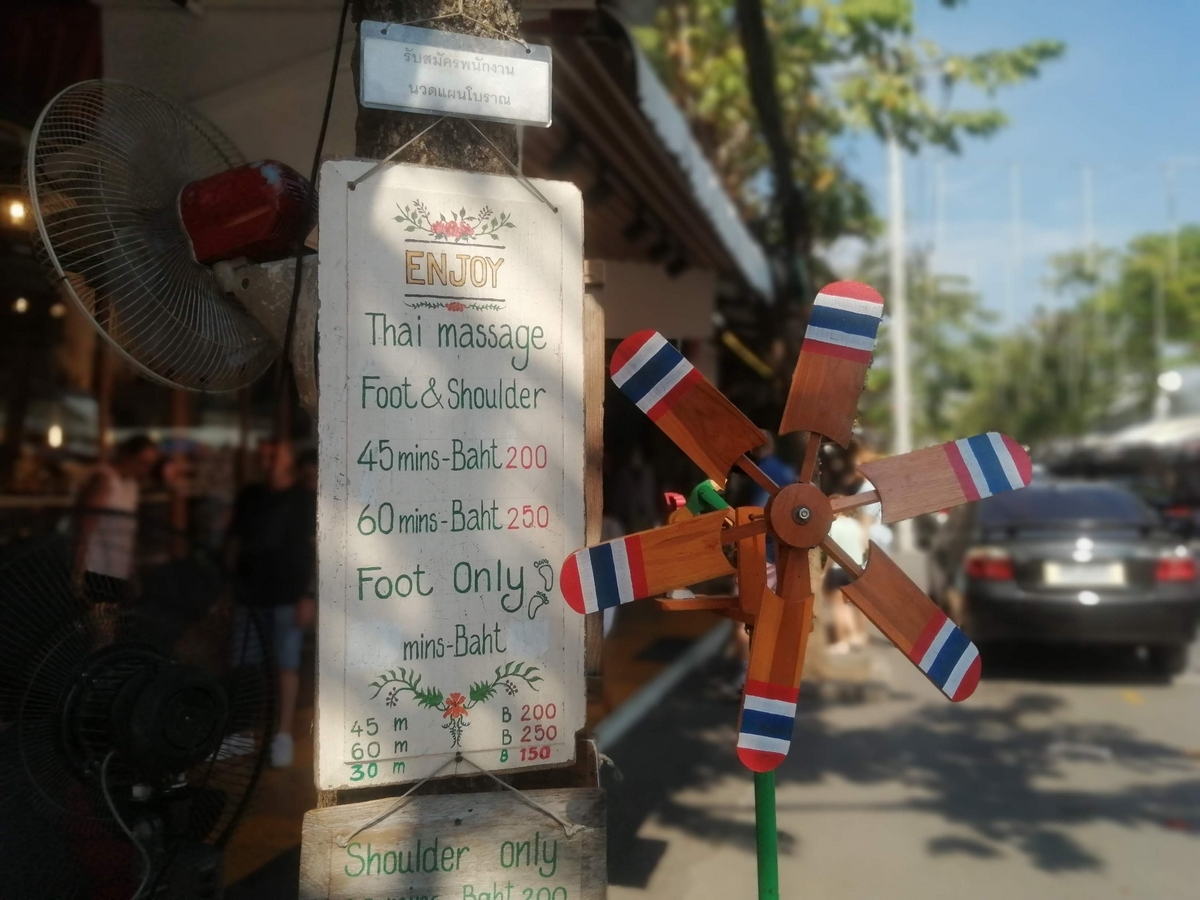 รับสมัครพนักงาน
นวดแผนโบราณ
ENJOY
Thai massage
Foot & Shoulder
45 mins-Baht 200
60 mins-Baht 250
Foot Only
mins-Baht
45 m B 200
60 m B 250
30 m B 150
Shoulder only
Baht 200